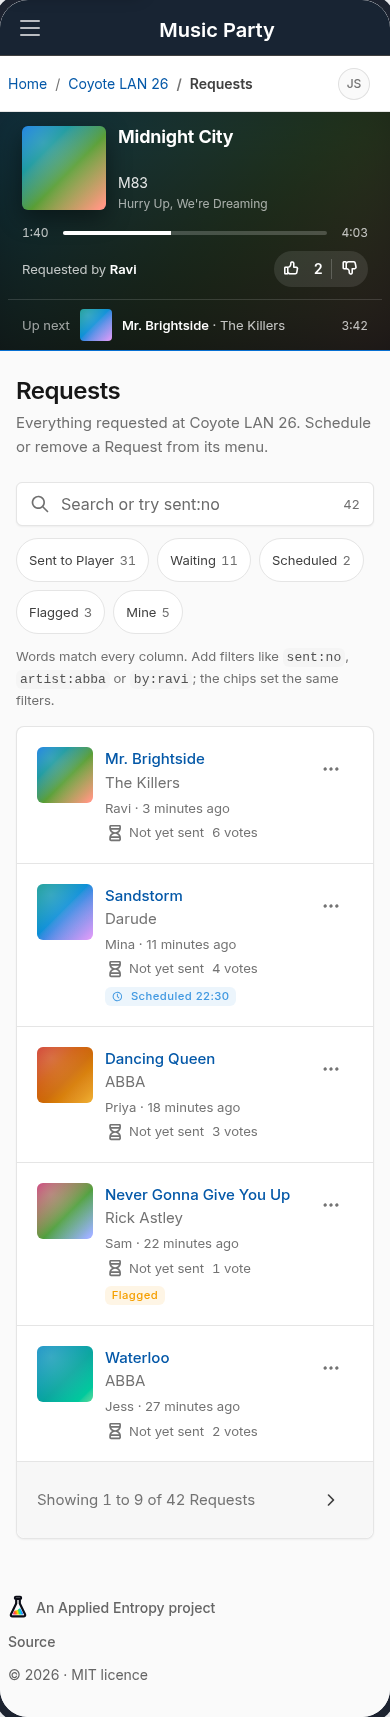 Music Party
Home / Coyote LAN 26 / Requests
JS
Midnight City
M83
Hurry Up, We're Dreaming
1:40
4:03
Requested by Ravi
2
Up next
Mr. Brightside · The Killers
3:42
Requests
Everything requested at Coyote LAN 26. Schedule
or remove a Request from its menu.
Search or try sent:no
42
Sent to Player 31
Waiting 11
Scheduled 2
Flagged 3
Mine 5
Words match every column. Add filters like sent:no ,
artist:abba or by:ravi ; the chips set the same
filters.
Mr. Brightside
The Killers
Ravi · 3 minutes ago
Not yet sent 6 votes
Sandstorm
Darude
Mina · 11 minutes ago
Not yet sent 4 votes
Scheduled 22:30
Dancing Queen
ABBA
Priya · 18 minutes ago
Not yet sent 3 votes
Never Gonna Give You Up
Rick Astley
Sam · 22 minutes ago
Not yet sent 1 vote
Flagged
Waterloo
ABBA
Jess · 27 minutes ago
Not yet sent 2 votes
Showing 1 to 9 of 42 Requests
An Applied Entropy project
Source
© 2026 · MIT licence